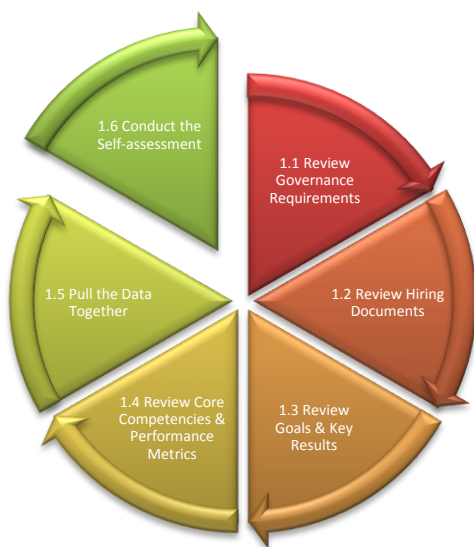 1.1 Review
Governance
Requirements
1.2 Review Hiring
Documents
1.3 Review
Goals & Key
Results
1.4 Review Core
Competencies &
Performance
Metrics
1.5 Pull the Data
Together
1.6 Conduct the
Self-assessment